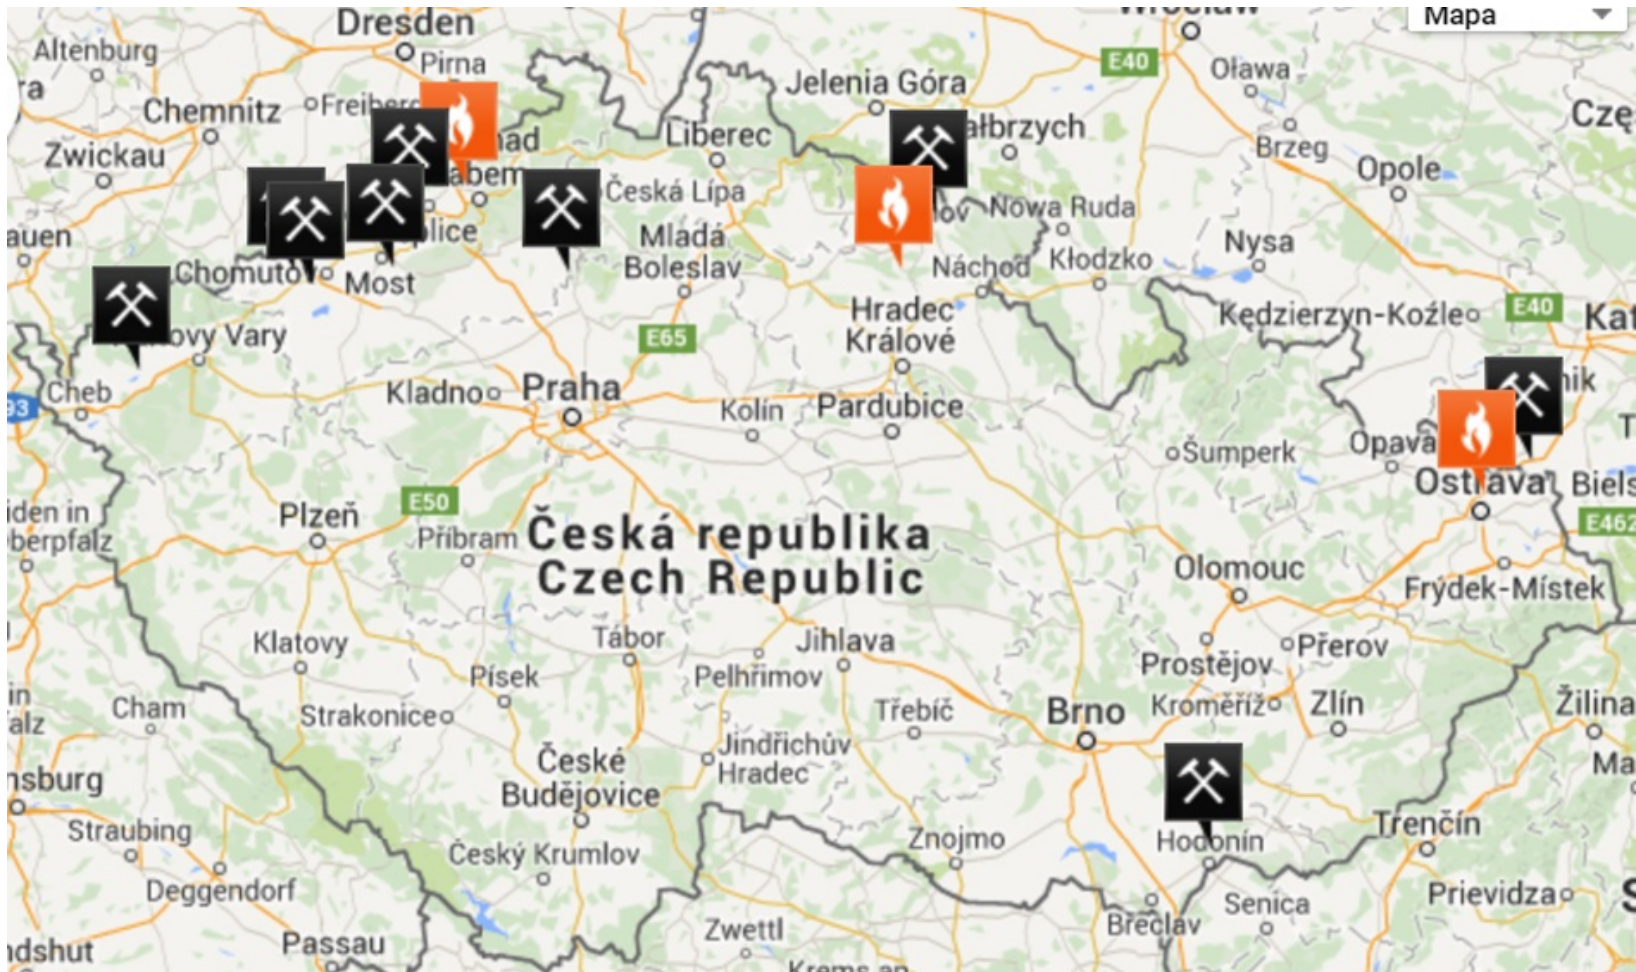 Mapa
Dresden
Altenburg
Pirna
E40
Oława
Jelenia Góra
Chemnitz
Freiberg
Liberec
Brzeg
Zwickau
Opole
Česká Lípa
Nowa Ruda
Mladá
Boleslav
Nysa
Náchod
Kłodzko
Chomutov
Most
Hradec
Králové
Kędzierzyn-Koźle
E40
E65
Cheb
Kladno
Praha
Kolín
Pardubice
Šumperk
Opava
Ostrava
E50
E462
Plzeň
Příbram
Česká republika
Czech Republic
Olomouc
Frýdek-Místek
Klatovy
Tábor
Jihlava
Přerov
Prostějov
Písek
Pelhřimov
Cham
Strakonice
Třebíč
Brno
Kroměříž
Zlín
Žilina
Jindřichův
Hradec
České
Budějovice
Straubing
Český Krumlov
Znojmo
Hodonín
Trenčín
Deggendorf
Prievidza
Senica
Břeclav
Zwettl
Passau